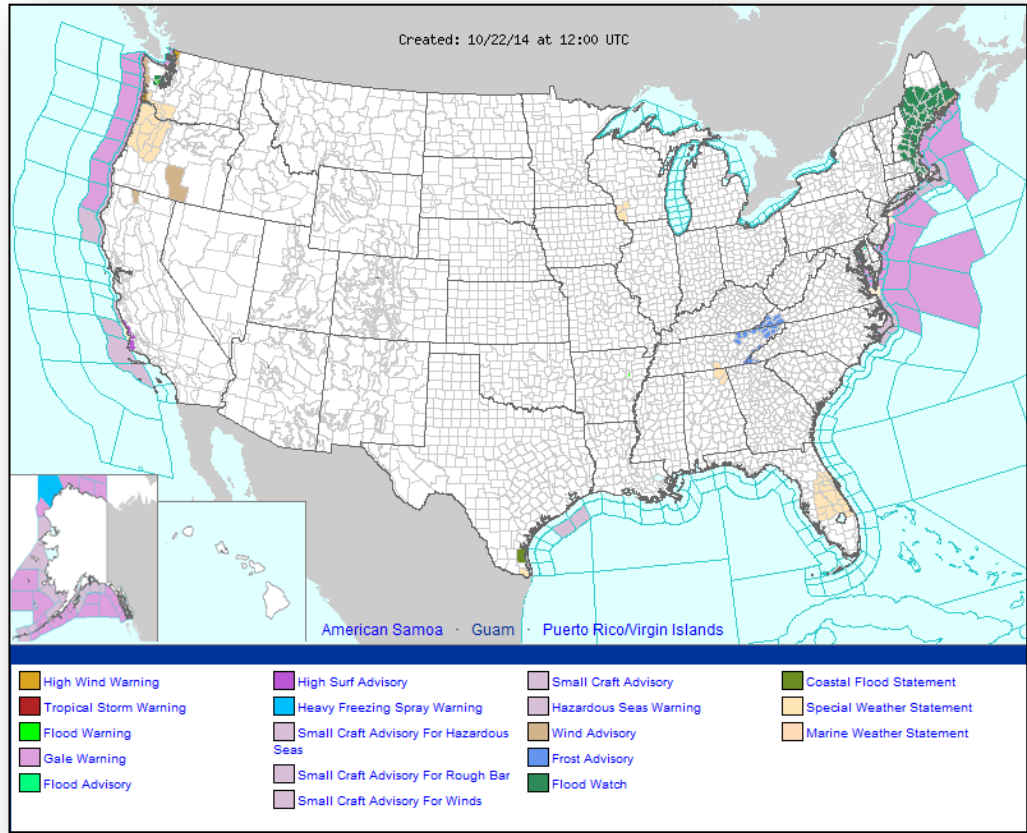 Created: 10/22/14 at 12:00 UTC
American Samoa - Guam - Puerto Rico/Virgin Islands
High Wind Warning
Tropical Storm Warning
Flood Warning
Gale Warning
Flood Advisory
High Surf Advisory
Heavy Freezing Spray Warning
Small Craft Advisory For Hazardous
Seas
Small Craft Advisory For Rough Bar
Small Craft Advisory For Winds
Small Craft Advisory
Hazardous Seas Warning
Wind Advisory
Frost Advisory
Flood Watch
Coastal Flood Statement
Special Weather Statement
Marine Weather Statement